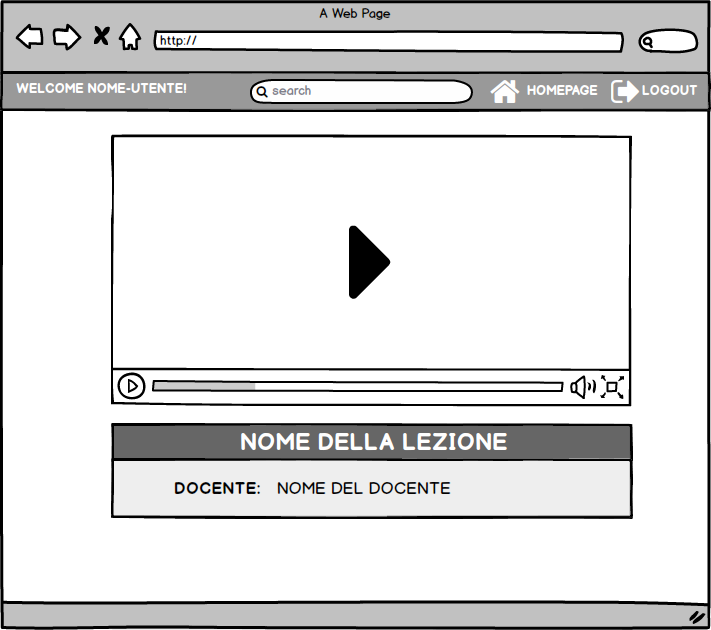 A Web Page
http://
WELCOME NOME-UTENTE!
search
HOMEPAGE
LOGOUT
NOME DELLA LEZIONE
DOCENTE: NOME DEL DOCENTE